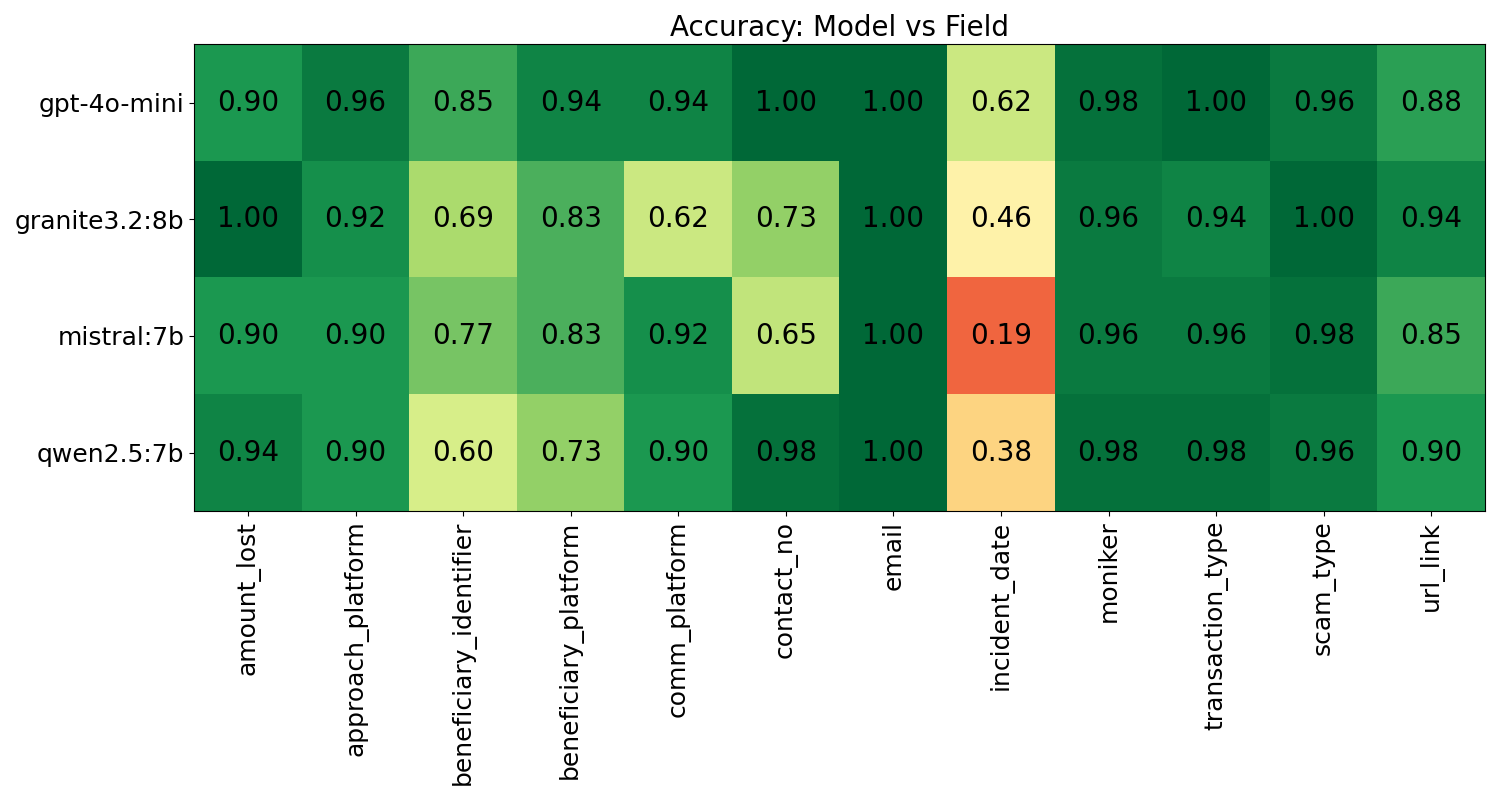 Accuracy: Model vs Field
gpt-4o-mini 0.90 0.96 0.85 0.94 0.94 1.00 1.00 0.62 0.98 1.00 0.96 0.88
granite3.2:8b 1.00 0.92 0.69 0.83 0.62 0.73 1.00 0.46 0.96 0.94 1.00 0.94
mistral:7b 0.90 0.90 0.77 0.83 0.92 0.65 1.00 0.19 0.96 0.96 0.98 0.85
qwen2.5:7b 0.94 0.90 0.60 0.73 0.90 0.98 1.00 0.38 0.98 0.98 0.96 0.90
amount_lost
approach_platform
beneficiary_identifier
beneficiary_platform
comm_platform
contact_no
email
incident_date
moniker
transaction_type
scam_type
url_link